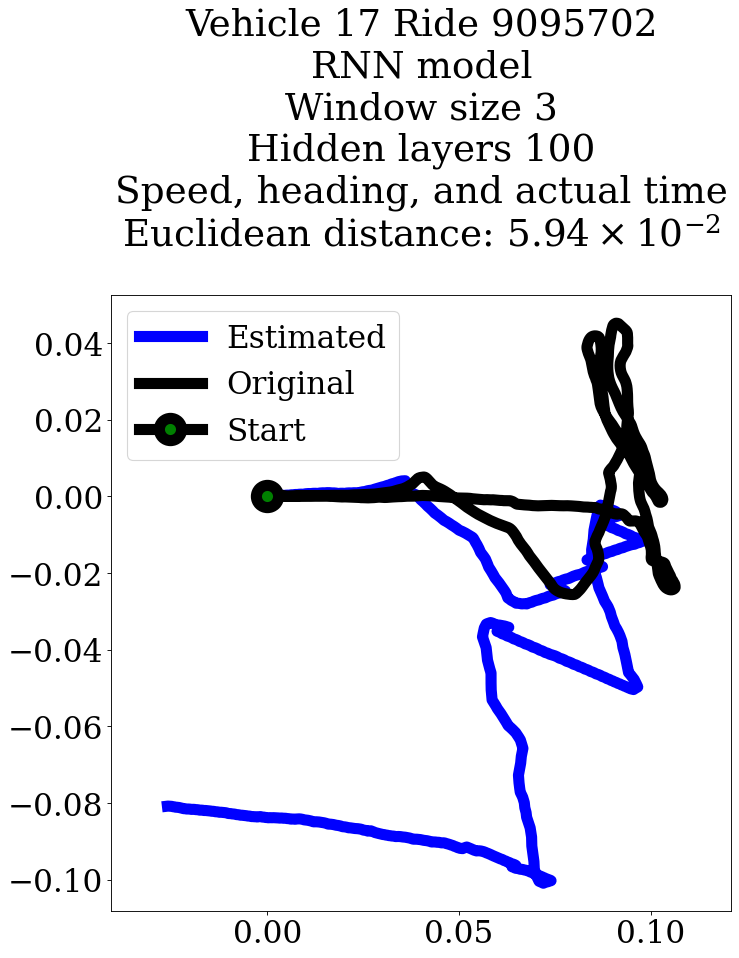 Vehicle 17 Ride 9095702
RNN model
Window size 3
Hidden layers 100
Speed, heading, and actual time
Euclidean distance: 5.94 × 10⁻²
Estimated
Original
Start
0.04
0.02
0.00
−0.02
−0.04
−0.06
−0.08
−0.10
0.00 0.05 0.10